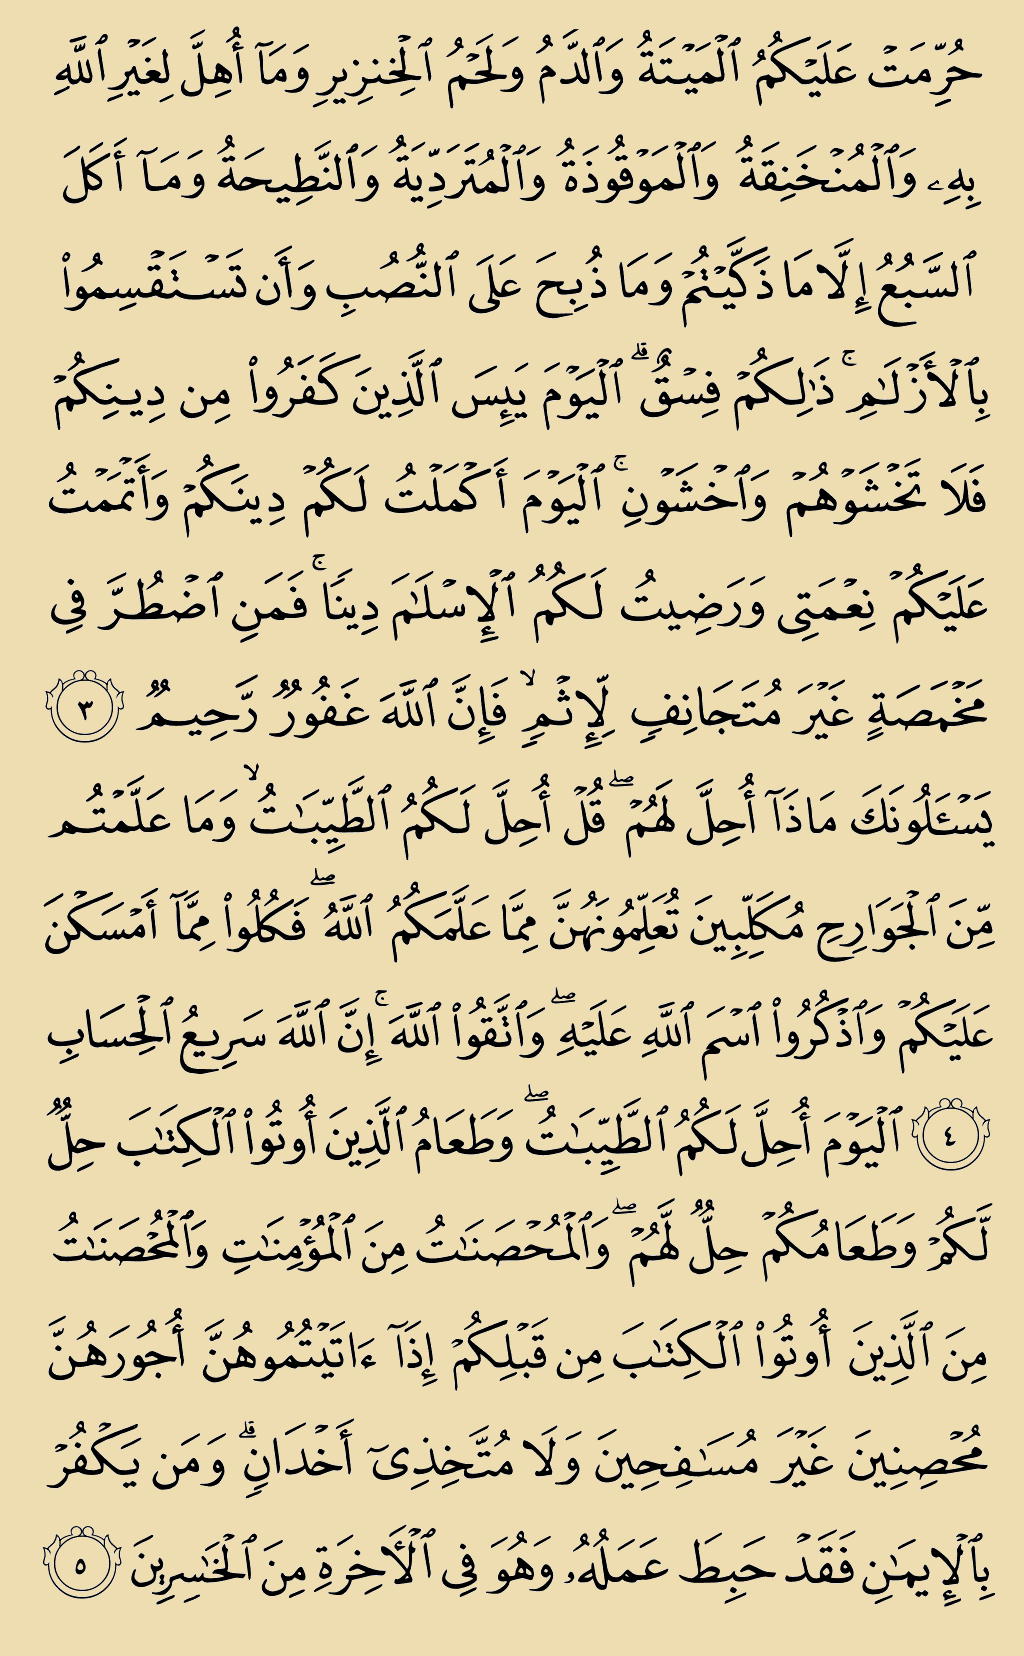 حُرِّمَتْ عَلَيْكُمُ ٱلْمَيْتَةُ وَٱلدَّمُ وَلَحْمُ ٱلْخِنزِيرِ وَمَآ أُهِلَّ لِغَيْرِ ٱللَّهِ
بِهِۦ وَٱلْمُنْخَنِقَةُ وَٱلْمَوْقُوذَةُ وَٱلْمُتَرَدِّيَةُ وَٱلنَّطِيحَةُ وَمَآ أَكَلَ
ٱلسَّبُعُ إِلَّا مَا ذَكَّيْتُمْ وَمَا ذُبِحَ عَلَى ٱلنُّصُبِ وَأَن تَسْتَقْسِمُوا۟
بِٱلْأَزْلَـٰمِ ۚ ذَٰلِكُمْ فِسْقٌ ۗ ٱلْيَوْمَ يَئِسَ ٱلَّذِينَ كَفَرُوا۟ مِن دِينِكُمْ
فَلَا تَخْشَوْهُمْ وَٱخْشَوْنِ ۚ ٱلْيَوْمَ أَكْمَلْتُ لَكُمْ دِينَكُمْ وَأَتْمَمْتُ
عَلَيْكُمْ نِعْمَتِى وَرَضِيتُ لَكُمُ ٱلْإِسْلَـٰمَ دِينًا ۚ فَمَنِ ٱضْطُرَّ فِى
مَخْمَصَةٍ غَيْرَ مُتَجَانِفٍ لِّإِثْمٍ ۙ فَإِنَّ ٱللَّهَ غَفُورٌ رَّحِيمٌ ٣
يَسْـَٔلُونَكَ مَاذَآ أُحِلَّ لَهُمْ ۖ قُلْ أُحِلَّ لَكُمُ ٱلطَّيِّبَـٰتُ ۙ وَمَا عَلَّمْتُم
مِّنَ ٱلْجَوَارِحِ مُكَلِّبِينَ تُعَلِّمُونَهُنَّ مِمَّا عَلَّمَكُمُ ٱللَّهُ ۖ فَكُلُوا۟ مِمَّآ أَمْسَكْنَ
عَلَيْكُمْ وَٱذْكُرُوا۟ ٱسْمَ ٱللَّهِ عَلَيْهِ ۖ وَٱتَّقُوا۟ ٱللَّهَ ۚ إِنَّ ٱللَّهَ سَرِيعُ ٱلْحِسَابِ
٤ ٱلْيَوْمَ أُحِلَّ لَكُمُ ٱلطَّيِّبَـٰتُ ۖ وَطَعَامُ ٱلَّذِينَ أُوتُوا۟ ٱلْكِتَـٰبَ حِلٌّ
لَّكُمْ وَطَعَامُكُمْ حِلٌّ لَّهُمْ ۖ وَٱلْمُحْصَنَـٰتُ مِنَ ٱلْمُؤْمِنَـٰتِ وَٱلْمُحْصَنَـٰتُ
مِنَ ٱلَّذِينَ أُوتُوا۟ ٱلْكِتَـٰبَ مِن قَبْلِكُمْ إِذَآ ءَاتَيْتُمُوهُنَّ أُجُورَهُنَّ
مُحْصِنِينَ غَيْرَ مُسَـٰفِحِينَ وَلَا مُتَّخِذِىٓ أَخْدَانٍ ۗ وَمَن يَكْفُرْ
بِٱلْإِيمَـٰنِ فَقَدْ حَبِطَ عَمَلُهُۥ وَهُوَ فِى ٱلْـَٔاخِرَةِ مِنَ ٱلْخَـٰسِرِينَ ٥